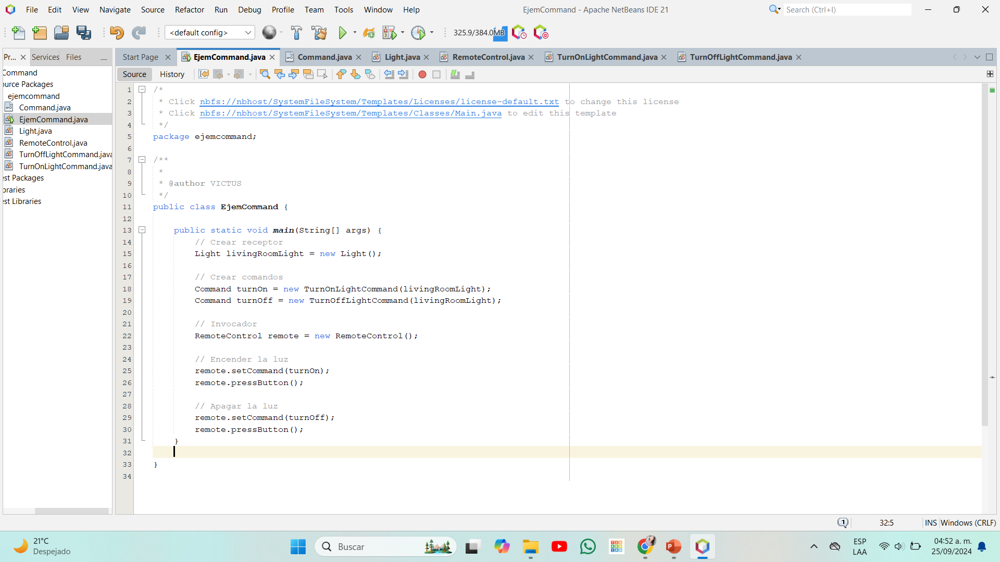 File Edit View Navigate Source Refactor Run Debug Profile Team Tools Window Help
EjemCommand - Apache NetBeans IDE 21
Search (Ctrl+I)
<default config>
325.9/384.0MB
Pr... Services Files
Start Page EjemCommand.java Command.java Light.java RemoteControl.java TurnOnLightCommand.java TurnOffLightCommand.java
Source History
Command
ource Packages
ejemcommand
Command.java
EjemCommand.java
Light.java
RemoteControl.java
TurnOffLightCommand.java
TurnOnLightCommand.java
est Packages
braries
est Libraries
1 /*
2 * Click nbfs://nbhost/SystemFileSystem/Templates/Licenses/license-default.txt to change this license
3 * Click nbfs://nbhost/SystemFileSystem/Templates/Classes/Main.java to edit this template
4 */
5 package ejemcommand;
6
7 /**
8 *
9 * @author VICTUS
10 */
11 public class EjemCommand {
12
13 public static void main(String[] args) {
14 // Crear receptor
15 Light livingRoomLight = new Light();
16
17 // Crear comandos
18 Command turnOn = new TurnOnLightCommand(livingRoomLight);
19 Command turnOff = new TurnOffLightCommand(livingRoomLight);
20
21 // Invocador
22 RemoteControl remote = new RemoteControl();
23
24 // Encender la luz
25 remote.setCommand(turnOn);
26 remote.pressButton();
27
28 // Apagar la luz
29 remote.setCommand(turnOff);
30 remote.pressButton();
31 }
32
33 }
34
1 32:5 INS Windows (CRLF)
21°C
Despejado
Buscar
TIN
KER
CAD
ESP
LAA
04:52 a. m.
25/09/2024